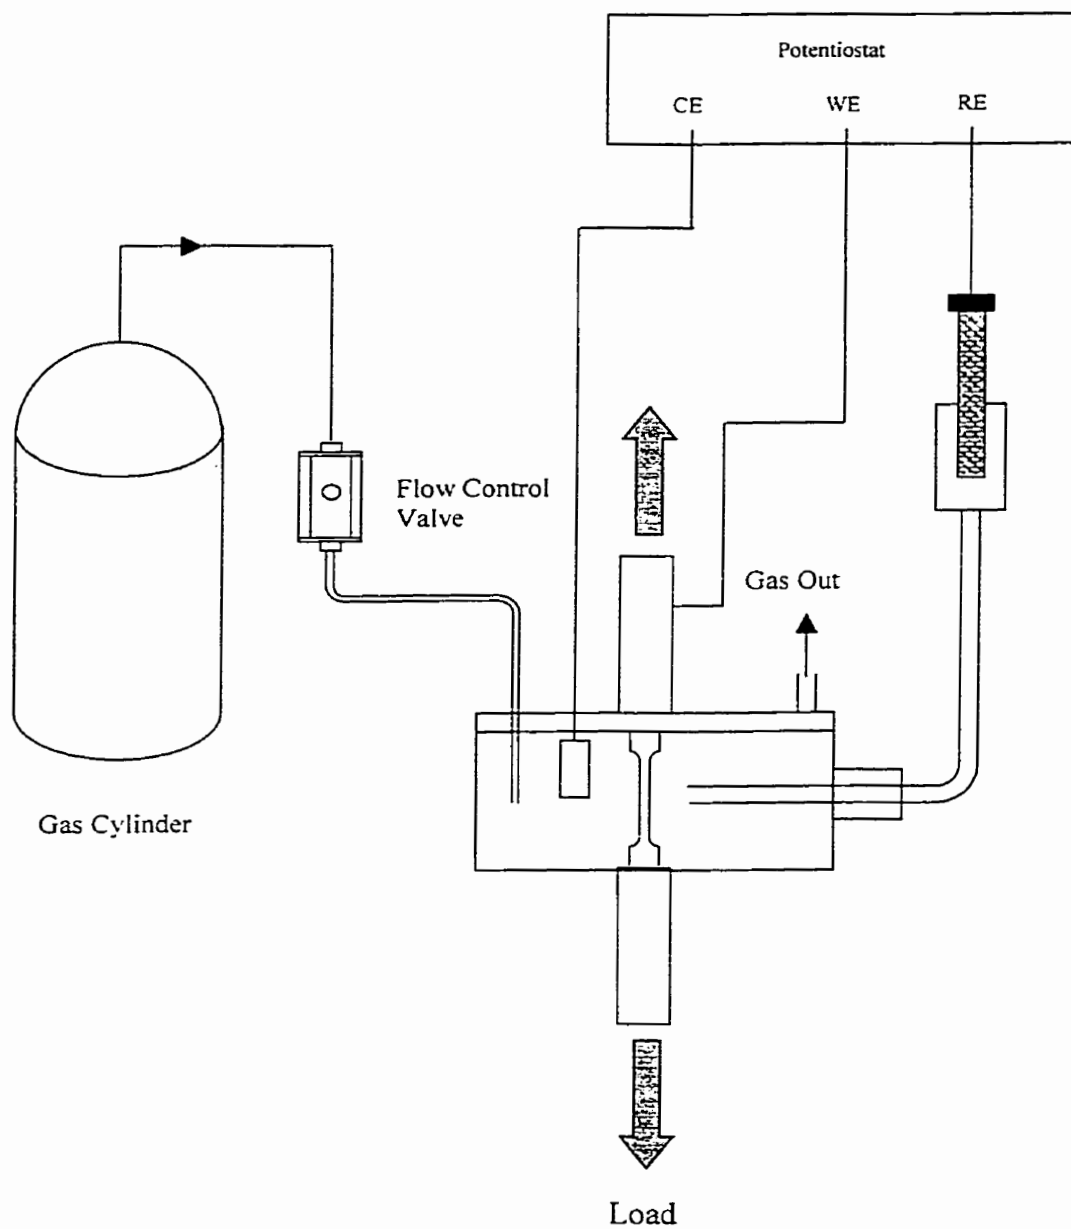 Potentiostat
CE WE RE
Flow Control
Valve
Gas Out
Gas Cylinder
Load